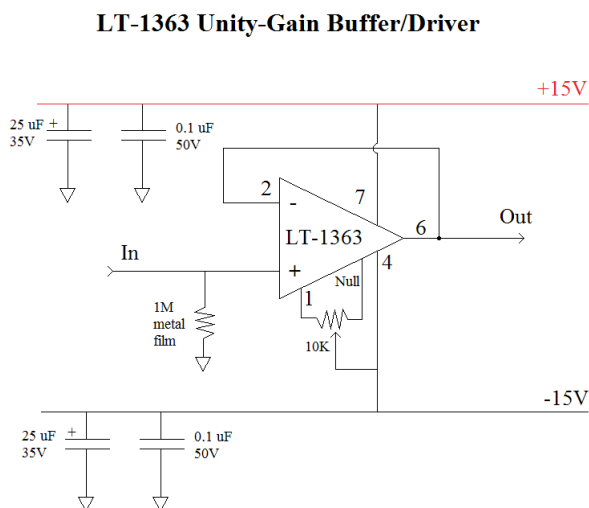 LT-1363 Unity-Gain Buffer/Driver
+15V
25 uF +
35V
0.1 uF
50V
2
-
7
LT-1363
6
Out
In
+
4
Null
1
1M
metal
film
10K
-15V
25 uF +
35V
0.1 uF
50V